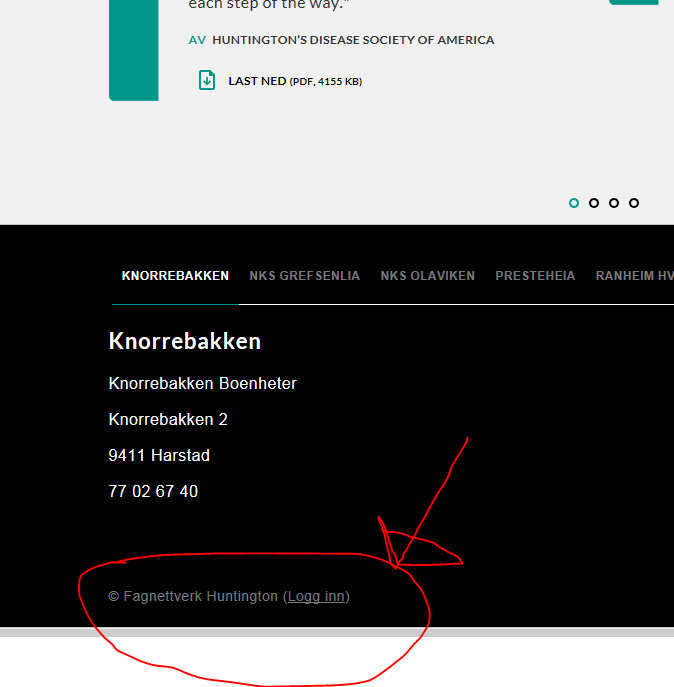 each step of the way."
AV HUNTINGTON'S DISEASE SOCIETY OF AMERICA
LAST NED (PDF, 4155 KB)
KNORREBAKKEN NKS GREFSENLIA NKS OLAVIKEN PRESTEHEIA RANHEIM HV
Knorrebakken
Knorrebakken Boenheter
Knorrebakken 2
9411 Harstad
77 02 67 40
© Fagnettverk Huntington (Logg inn)